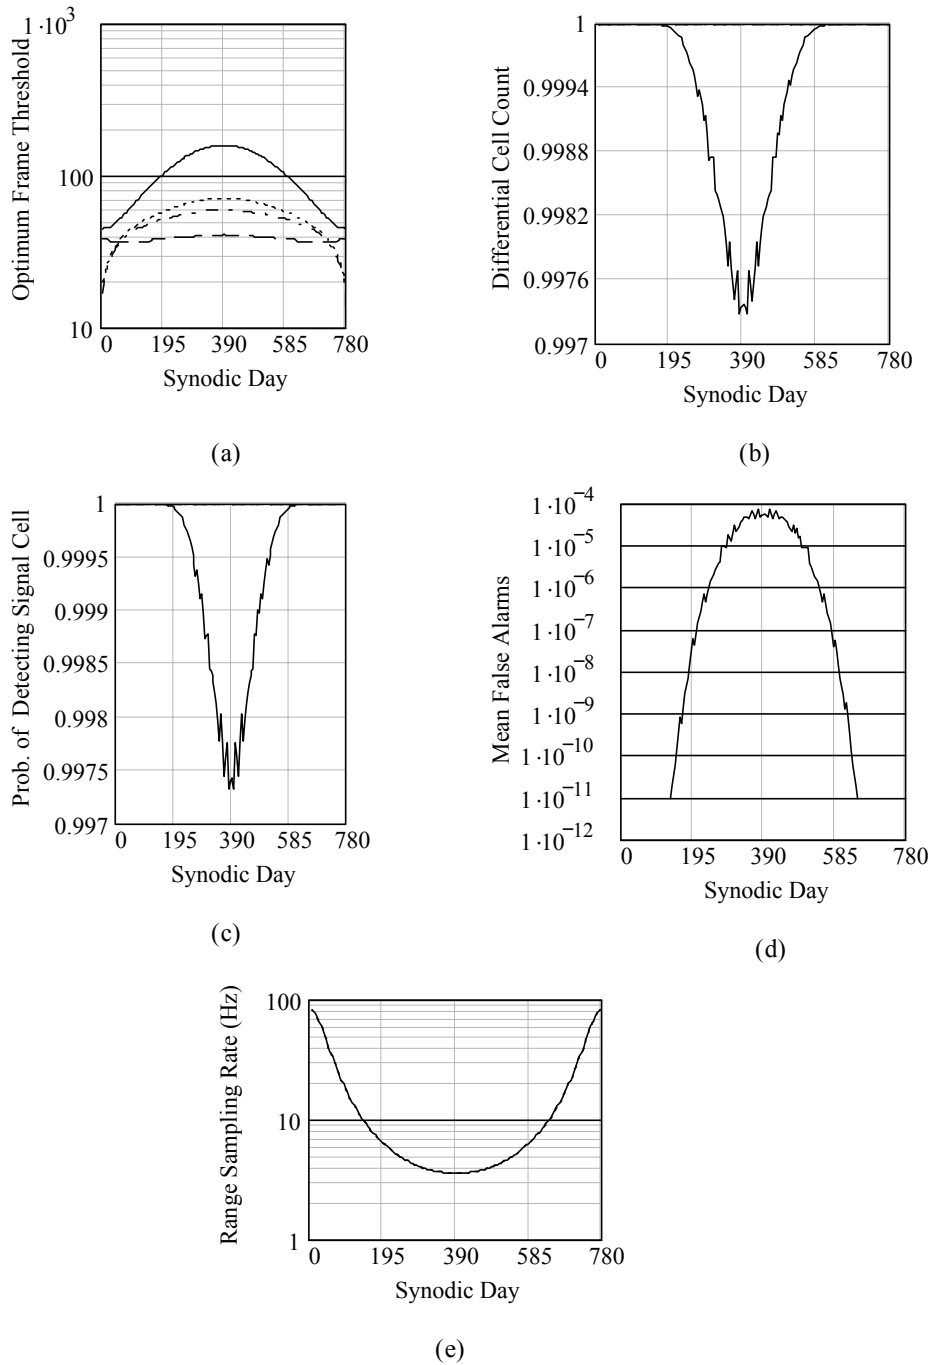 Optimum Frame Threshold
1·10³
100
10
0 195 390 585 780
Synodic Day
(a)
Differential Cell Count
1
0.9994
0.9988
0.9982
0.9976
0.997
0 195 390 585 780
Synodic Day
(b)
Prob. of Detecting Signal Cell
1
0.9995
0.999
0.9985
0.998
0.9975
0.997
0 195 390 585 780
Synodic Day
(c)
Mean False Alarms
1·10⁻⁴
1·10⁻⁵
1·10⁻⁶
1·10⁻⁷
1·10⁻⁸
1·10⁻⁹
1·10⁻¹⁰
1·10⁻¹¹
1·10⁻¹²
0 195 390 585 780
Synodic Day
(d)
Range Sampling Rate (Hz)
100
10
1
0 195 390 585 780
Synodic Day
(e)